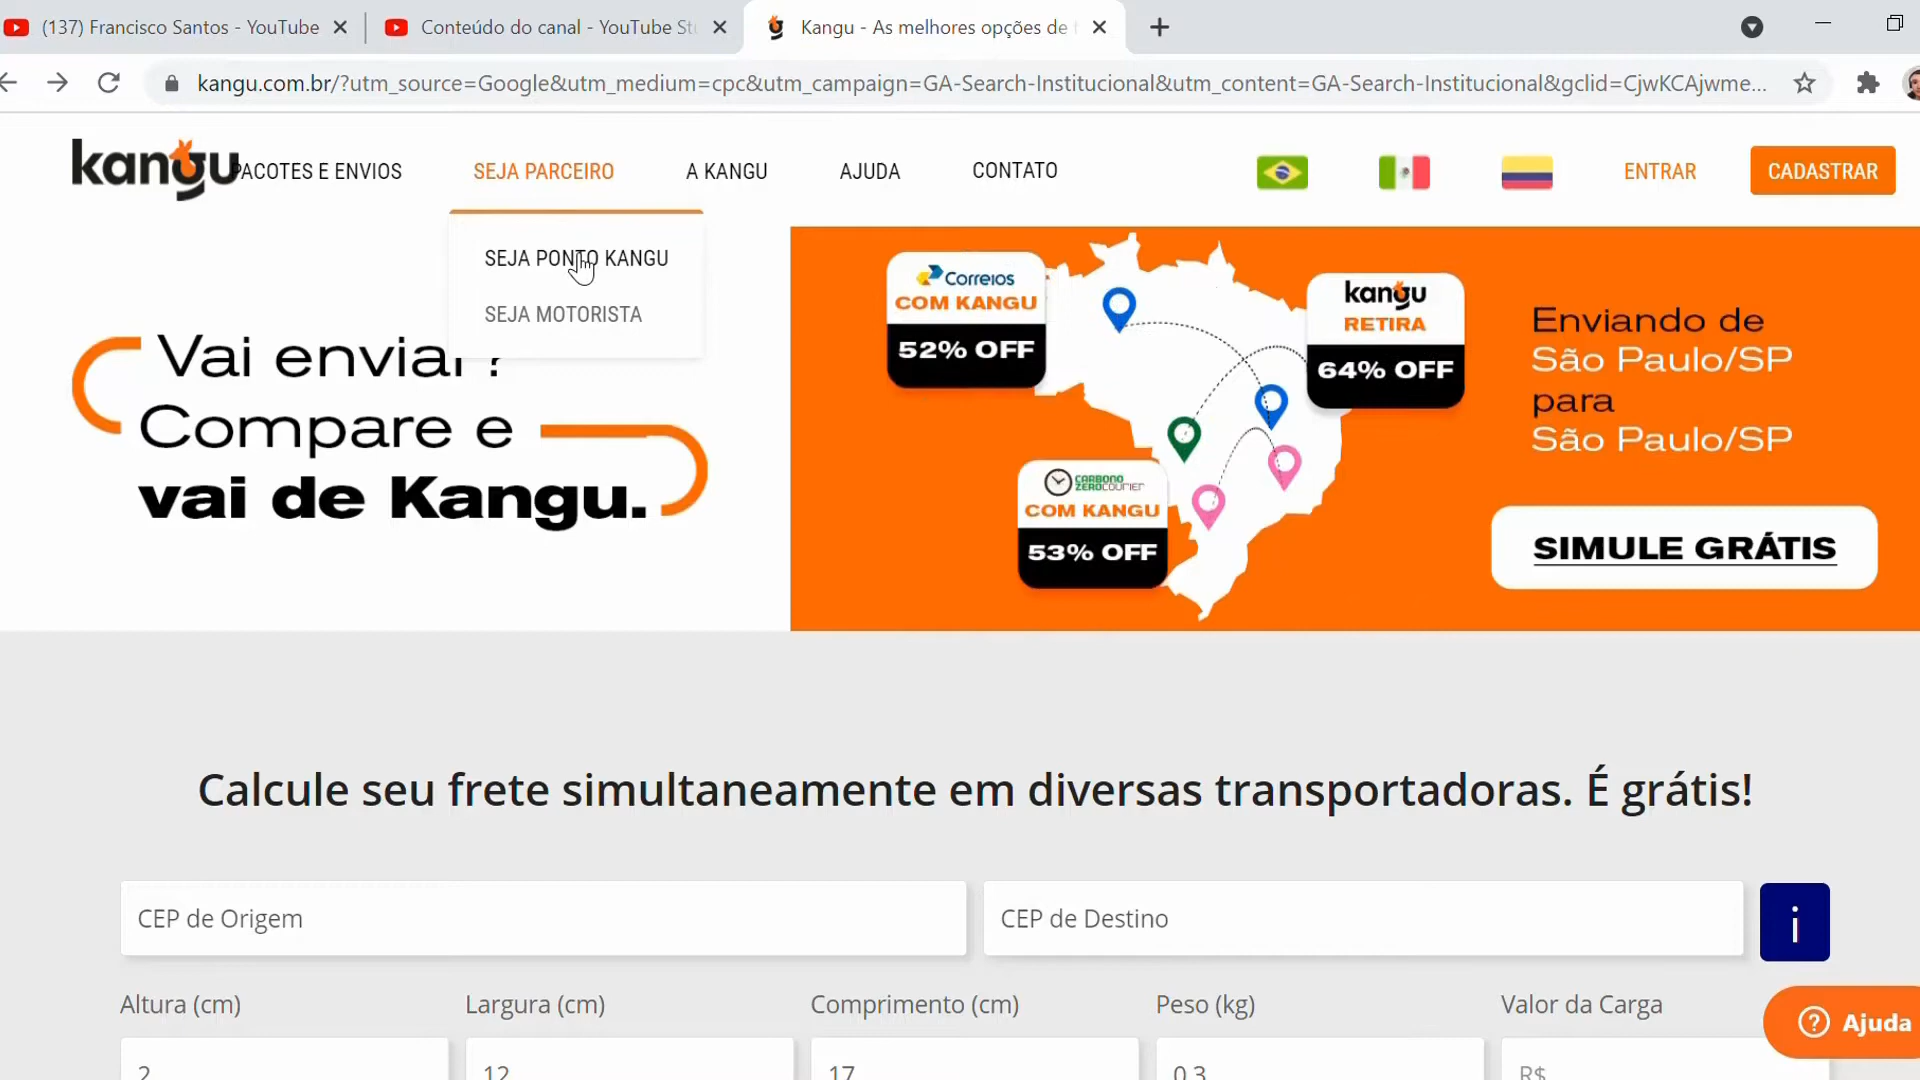 (137) Francisco Santos - YouTube
Conteúdo do canal - YouTube St
Kangu - As melhores opções de
kangu.com.br/?utm_source=Google&utm_medium=cpc&utm_campaign=GA-Search-Institucional&utm_content=GA-Search-Institucional&gclid=CjwKCAjwme...
kangu
PACOTES E ENVIOS
SEJA PARCEIRO
A KANGU
AJUDA
CONTATO
ENTRAR
CADASTRAR
SEJA PONTO KANGU
SEJA MOTORISTA
Vai enviar?
Compare e
vai de Kangu.
Correios
COM KANGU
52% OFF
kangu
RETIRA
64% OFF
CARBONO
ZEROCOURIER
COM KANGU
53% OFF
Enviando de
São Paulo/SP
para
São Paulo/SP
SIMULE GRÁTIS
Calcule seu frete simultaneamente em diversas transportadoras. É grátis!
CEP de Origem
CEP de Destino
i
Altura (cm)
Largura (cm)
Comprimento (cm)
Peso (kg)
Valor da Carga
? Ajuda
2
12
17
0.3
R$